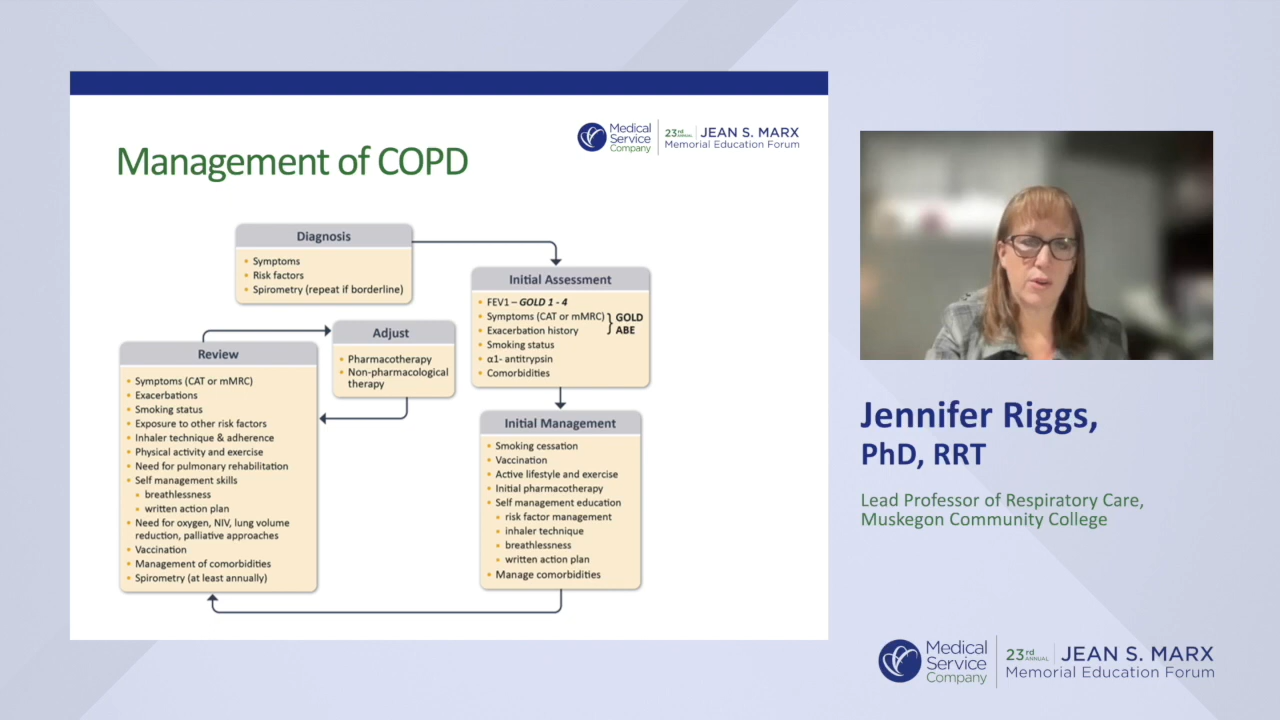 Medical
Service
Company
23rd ANNUAL
JEAN S. MARX
Memorial Education Forum
Management of COPD
Diagnosis
Symptoms
Risk factors
Spirometry (repeat if borderline)
Initial Assessment
FEV1 – GOLD 1 - 4
Symptoms (CAT or mMRC)
Exacerbation history
GOLD
ABE
Smoking status
α1- antitrypsin
Comorbidities
Initial Management
Smoking cessation
Vaccination
Active lifestyle and exercise
Initial pharmacotherapy
Self management education
risk factor management
inhaler technique
breathlessness
written action plan
Manage comorbidities
Review
Symptoms (CAT or mMRC)
Exacerbations
Smoking status
Exposure to other risk factors
Inhaler technique & adherence
Physical activity and exercise
Need for pulmonary rehabilitation
Self management skills
breathlessness
written action plan
Need for oxygen, NIV, lung volume
reduction, palliative approaches
Vaccination
Management of comorbidities
Spirometry (at least annually)
Adjust
Pharmacotherapy
Non-pharmacological
therapy
Jennifer Riggs,
PhD, RRT
Lead Professor of Respiratory Care,
Muskegon Community College
Medical
Service
Company
23rd ANNUAL
JEAN S. MARX
Memorial Education Forum